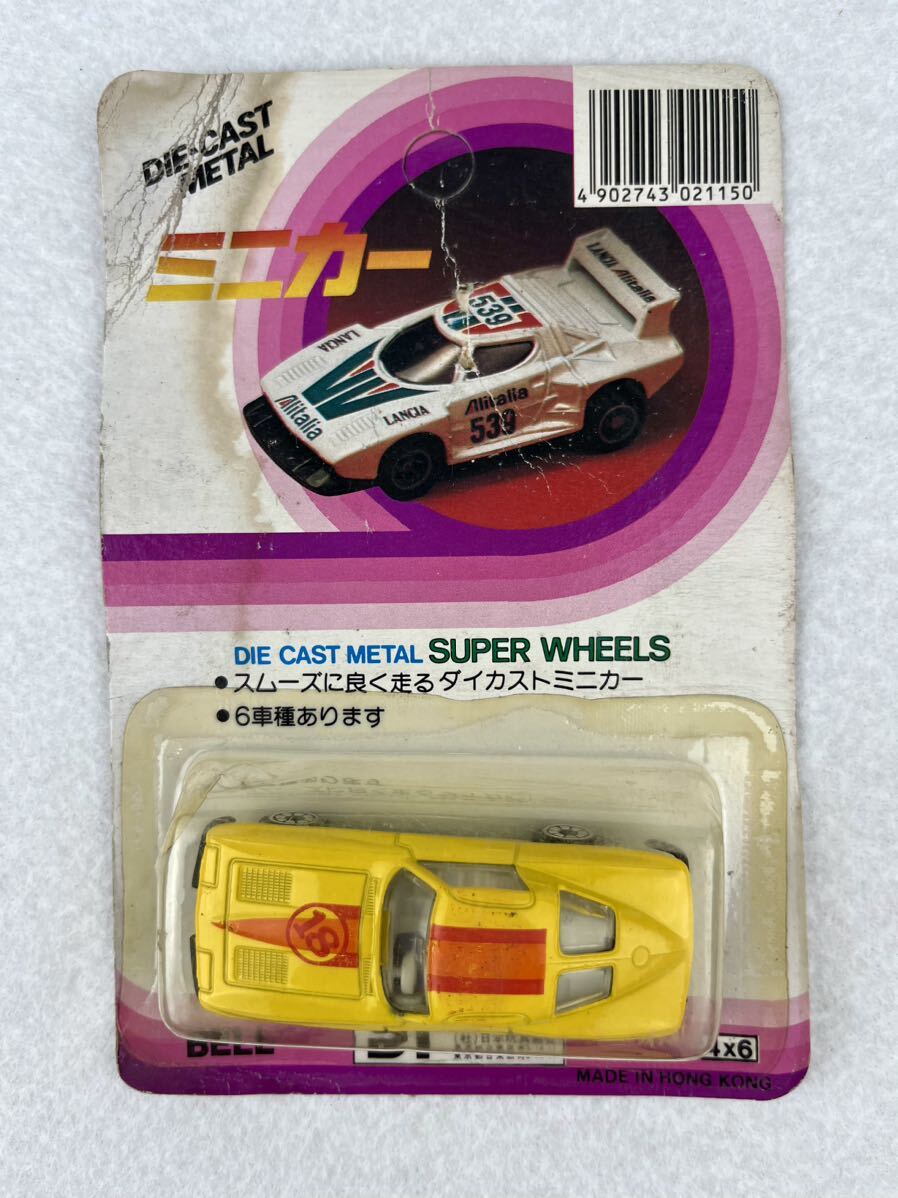 DIE-CAST
METAL
4 902743 021150
ミニカー
LANCIA Alitalia
539
LANCIA
Alitalia
LANCIA
Alitalia
539
DIE CAST METAL SUPER WHEELS
●スムーズに良く走るダイカストミニカー
●6車種あります
18
BELL
4x6
MADE IN HONG KONG